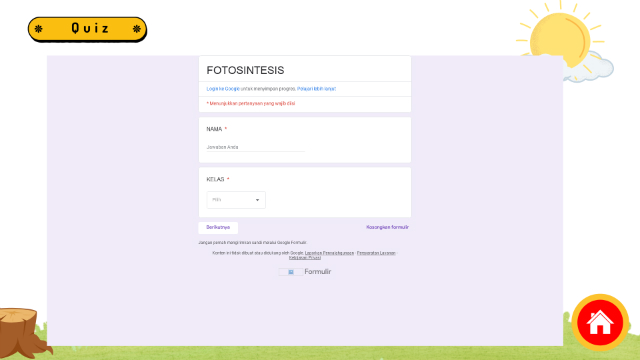 Quiz
FOTOSINTESIS
Login ke Google untuk menyimpan progres. Pelajari lebih lanjut
* Menunjukkan pertanyaan yang wajib diisi
NAMA *
Jawaban Anda
KELAS *
Pilih
Berikutnya
Kosongkan formulir
Jangan pernah mengirimkan sandi melalui Google Formulir.
Konten ini tidak dibuat atau didukung oleh Google. Laporkan Penyalahgunaan - Persyaratan Layanan -
Kebijakan Privasi
Formulir